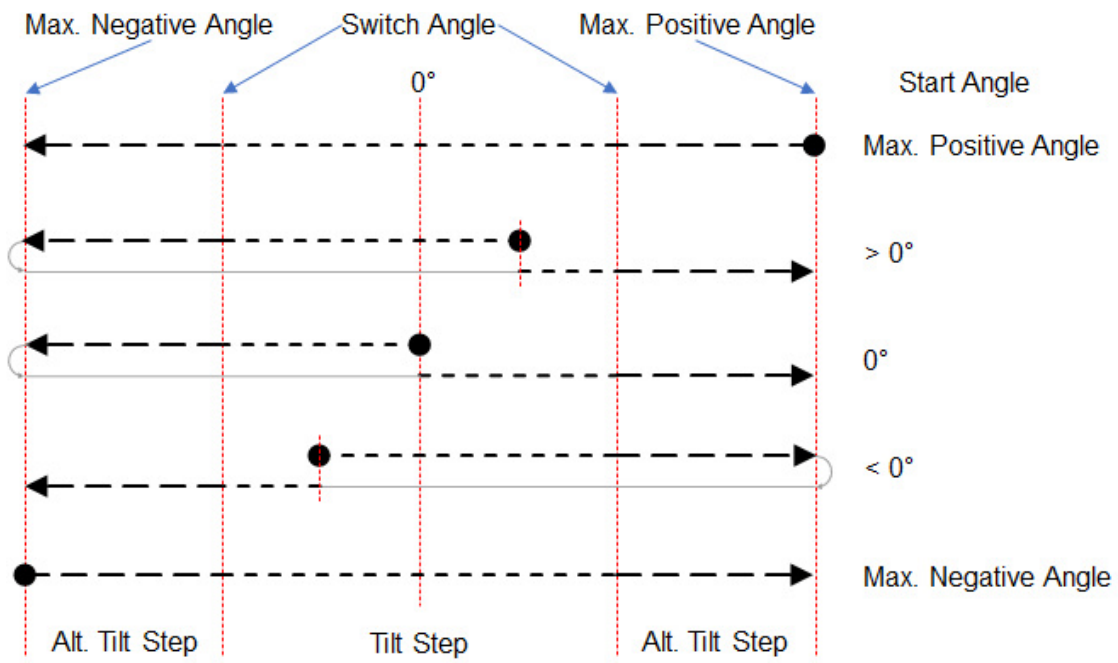 Max. Negative Angle
Switch Angle
Max. Positive Angle
0°
Start Angle
Max. Positive Angle
> 0°
0°
< 0°
Max. Negative Angle
Alt. Tilt Step
Tilt Step
Alt. Tilt Step